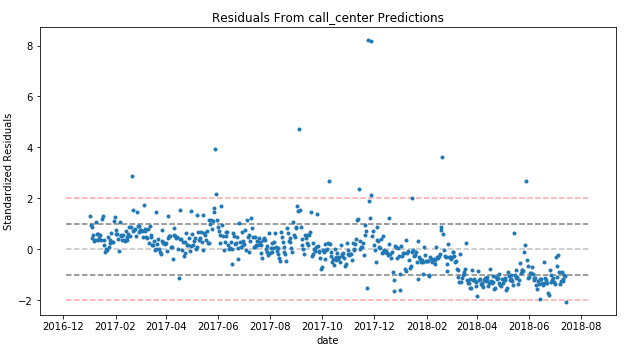 Residuals From call_center Predictions
Standardized Residuals
8
6
4
2
0
−2
2016-12 2017-02 2017-04 2017-06 2017-08 2017-10 2017-12 2018-02 2018-04 2018-06 2018-08
date